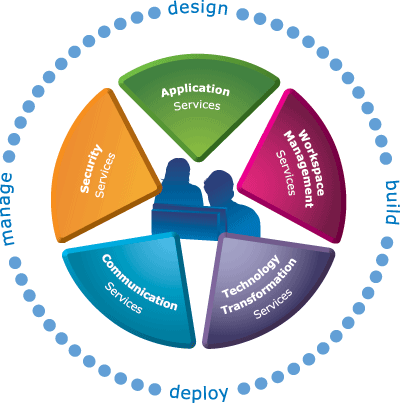 design
Application
Services
Workspace
Management
Services
build
Technology
Transformation
Services
deploy
Communication
Services
manage
Security
Services